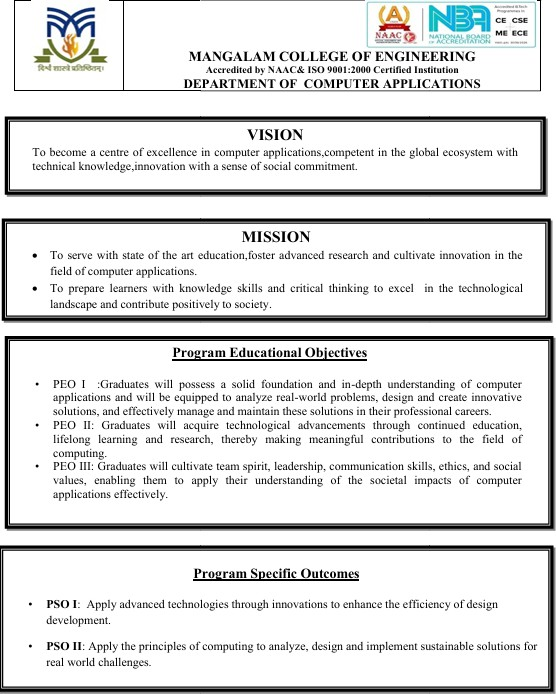 Accredited B.Tech
Programmes in
CE CSE
ME ECE
NAAC
NBA
NATIONAL BOARD
of ACCREDITATION
MANGALAM COLLEGE OF ENGINEERING
Accredited by NAAC& ISO 9001:2000 Certified Institution
DEPARTMENT OF COMPUTER APPLICATIONS
VISION
To become a centre of excellence in computer applications,competent in the global ecosystem with
technical knowledge,innovation with a sense of social commitment.
MISSION
• To serve with state of the art education,foster advanced research and cultivate innovation in the
field of computer applications.
• To prepare learners with knowledge skills and critical thinking to excel in the technological
landscape and contribute positively to society.
Program Educational Objectives
• PEO I :Graduates will possess a solid foundation and in-depth understanding of computer
applications and will be equipped to analyze real-world problems, design and create innovative
solutions, and effectively manage and maintain these solutions in their professional careers.
• PEO II: Graduates will acquire technological advancements through continued education,
lifelong learning and research, thereby making meaningful contributions to the field of
computing.
• PEO III: Graduates will cultivate team spirit, leadership, communication skills, ethics, and social
values, enabling them to apply their understanding of the societal impacts of computer
applications effectively.
Program Specific Outcomes
• PSO I: Apply advanced technologies through innovations to enhance the efficiency of design
development.
• PSO II: Apply the principles of computing to analyze, design and implement sustainable solutions for
real world challenges.